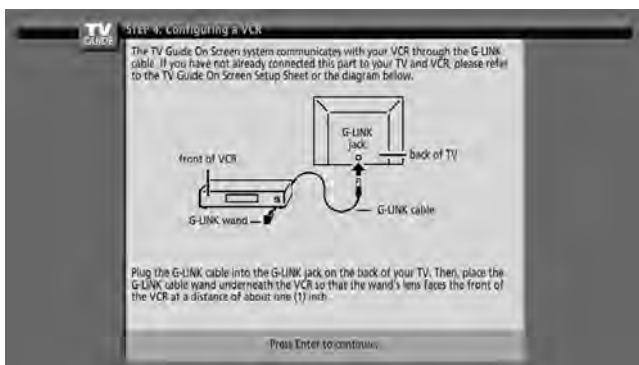 TV
GUIDE
STEP 4. Configuring a VCR
The TV Guide On Screen system communicates with your VCR through the G-LINK
cable. If you have not already connected this part to your TV and VCR, please refer
to the TV Guide On Screen Setup Sheet or the diagram below.
G-LINK
jack
front of VCR
back of TV
G-LINK wand
G-LINK cable
Plug the G-LINK cable into the G-LINK jack on the back of your TV. Then, place the
G-LINK cable wand underneath the VCR so that the wand's lens faces the front of
the VCR at a distance of about one (1) inch
Press Enter to continue.